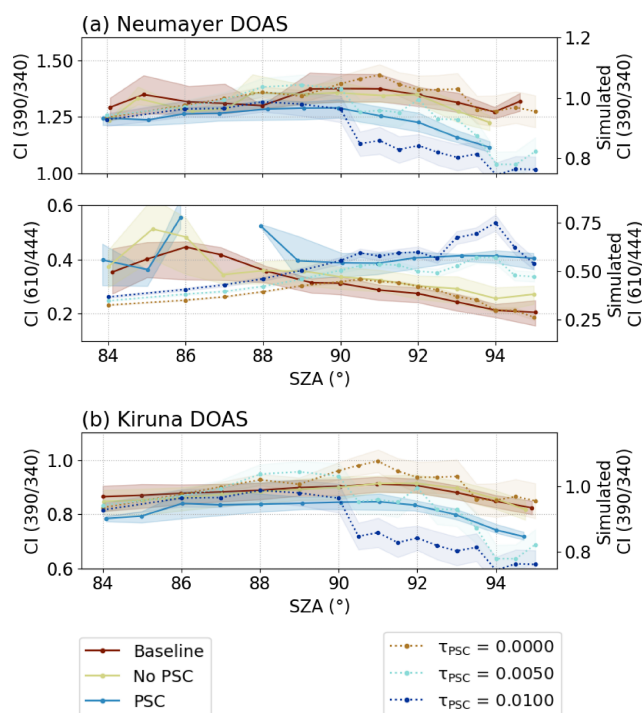 (a) Neumayer DOAS
CI (390/340)
1.50
1.25
1.00
1.2
1.0
0.8
Simulated
CI (390/340)
CI (610/444)
0.6
0.4
0.2
0.75
0.50
0.25
Simulated
CI (610/444)
84 86 88 90 92 94
SZA (°)
(b) Kiruna DOAS
CI (390/340)
1.0
0.8
0.6
1.0
0.8
Simulated
CI (390/340)
84 86 88 90 92 94
SZA (°)
Baseline
No PSC
PSC
τPSC = 0.0000
τPSC = 0.0050
τPSC = 0.0100